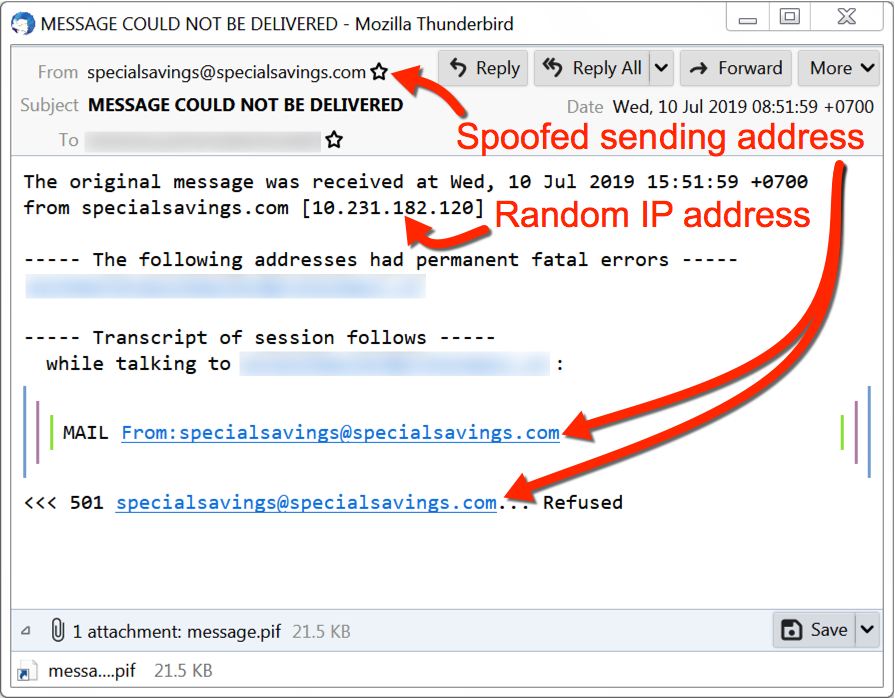 MESSAGE COULD NOT BE DELIVERED - Mozilla Thunderbird
From specialsavings@specialsavings.com Reply Reply All Forward More
Subject MESSAGE COULD NOT BE DELIVERED Date Wed, 10 Jul 2019 08:51:59 +0700
To
Spoofed sending address
The original message was received at Wed, 10 Jul 2019 15:51:59 +0700
from specialsavings.com [10.231.182.120] Random IP address
----- The following addresses had permanent fatal errors -----
----- Transcript of session follows -----
while talking to :
MAIL From:specialsavings@specialsavings.com
<<< 501 specialsavings@specialsavings.com... Refused
1 attachment: message.pif 21.5 KB Save
messa....pif 21.5 KB